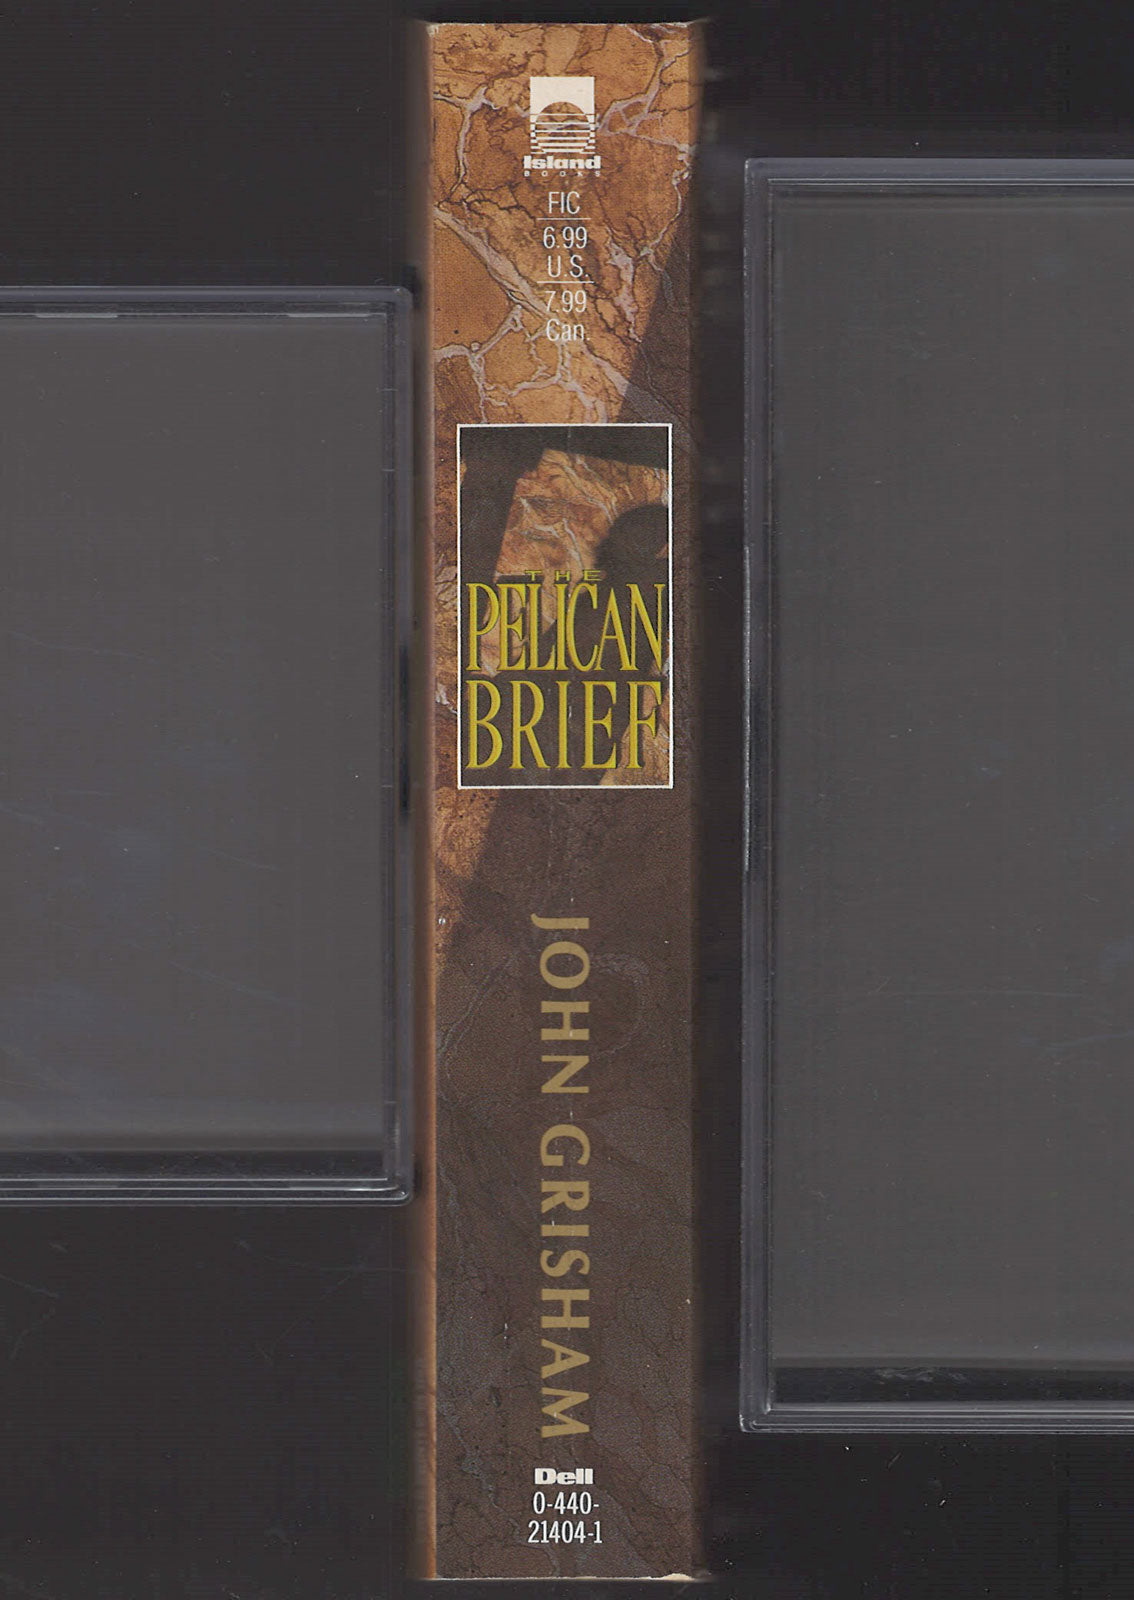 Island
BOOKS
FIC
6.99
U.S.
7.99
Can.
THE
PELICAN
BRIEF
JOHN GRISHAM
Dell
0-440-
21404-1